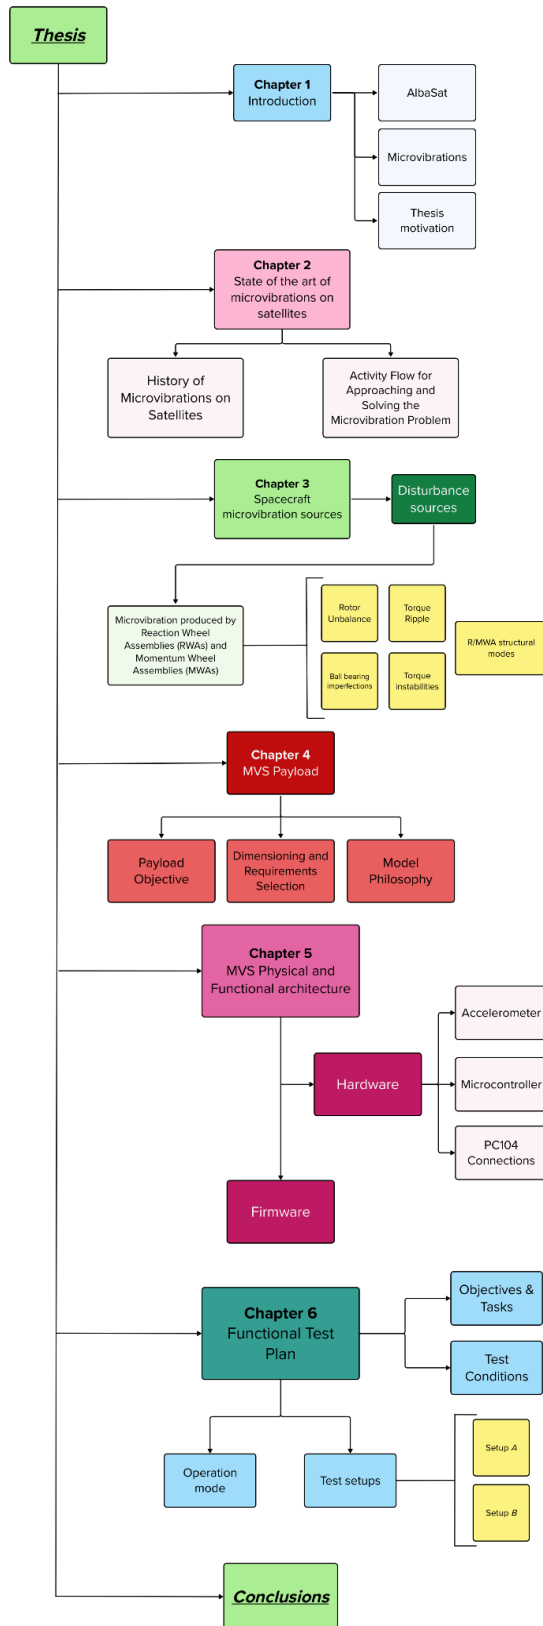 Thesis
Chapter 1
Introduction
AlbaSat
Microvibrations
Thesis
motivation
Chapter 2
State of the art of
microvibrations on
satellites
History of
Microvibrations on
Satellites
Activity Flow for
Approaching and
Solving the
Microvibration Problem
Chapter 3
Spacecraft
microvibration sources
Disturbance
sources
Microvibration produced by
Reaction Wheel
Assemblies (RWAs) and
Momentum Wheel
Assemblies (MWAs)
Rotor
Unbalance
Torque
Ripple
Ball bearing
imperfections
Torque
instabilities
R/MWA structural
modes
Chapter 4
MVS Payload
Payload
Objective
Dimensioning and
Requirements
Selection
Model
Philosophy
Chapter 5
MVS Physical and
Functional architecture
Hardware
Accelerometer
Microcontroller
PC104
Connections
Firmware
Chapter 6
Functional Test
Plan
Objectives &
Tasks
Test
Conditions
Operation
mode
Test setups
Setup A
Setup B
Conclusions